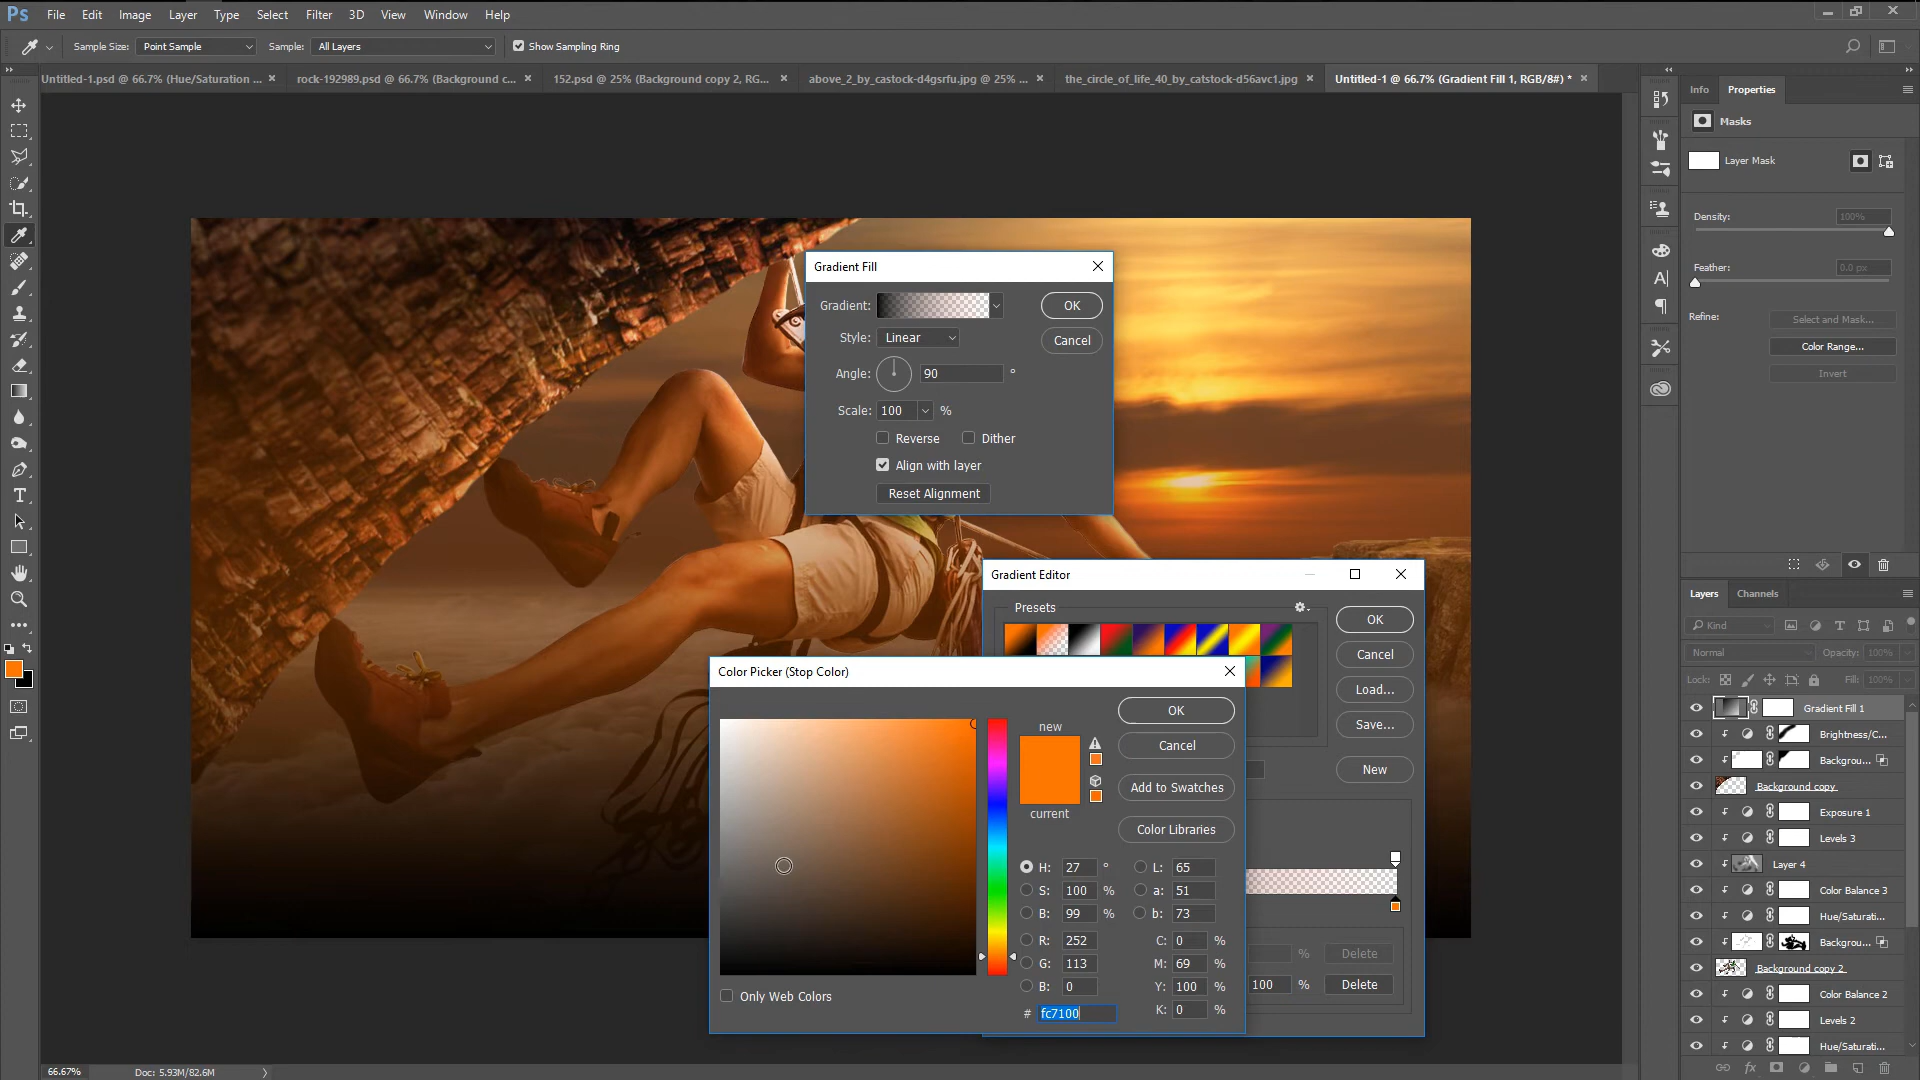 Ps File Edit Image Layer Type Select Filter 3D View Window Help
Sample Size: Point Sample Sample: All Layers Show Sampling Ring
Untitled-1.psd @ 66.7% (Hue/Saturation ... × rock-192989.psd @ 66.7% (Background c... × 152.psd @ 25% (Background copy 2, RG... × above_2_by_castock-d4gsrfu.jpg @ 25% ... × the_circle_of_life_40_by_catstock-d56avc1.jpg × Untitled-1 @ 66.7% (Gradient Fill 1, RGB/8#) * ×
Info Properties
Masks
Layer Mask
Density: 100%
Feather: 0.0 px
Refine: Select and Mask...
Color Range...
Invert
Gradient Fill
Gradient: OK
Style: Linear Cancel
Angle: 90 °
Scale: 100 %
Reverse Dither
Align with layer
Reset Alignment
Gradient Editor
Presets
OK
Cancel
Load...
Save...
New
% Delete
100 % Delete
Color Picker (Stop Color)
new
current
OK
Cancel
Add to Swatches
Color Libraries
H: 27 ° L: 65
S: 100 % a: 51
B: 99 % b: 73
R: 252 C: 0 %
G: 113 M: 69 %
B: 0 Y: 100 %
# fc7100 K: 0 %
Only Web Colors
Layers Channels
Kind
Normal Opacity: 100%
Lock: Fill: 100%
Gradient Fill 1
Brightness/C...
Backgrou...
Background copy
Exposure 1
Levels 3
Layer 4
Color Balance 3
Hue/Saturati...
Backgrou...
Background copy 2
Color Balance 2
Levels 2
Hue/Saturati...
66.67% Doc: 5.93M/82.6M